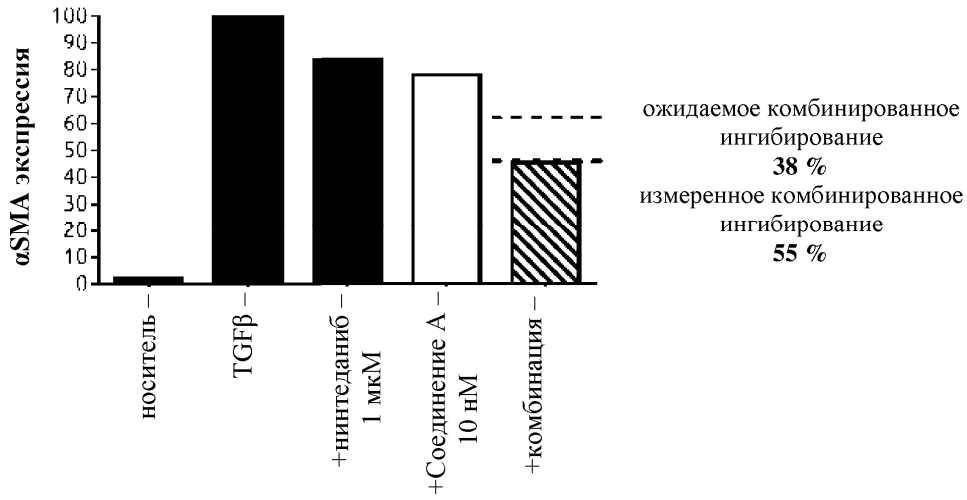 αSMA экспрессия
100
90
80
70
60
50
40
30
20
10
0
носитель –
TGFβ –
+нинтеданиб –
1 мкМ
+Соединение А –
10 нМ
+комбинация –
ожидаемое комбинированное
ингибирование
38 %
измеренное комбинированное
ингибирование
55 %